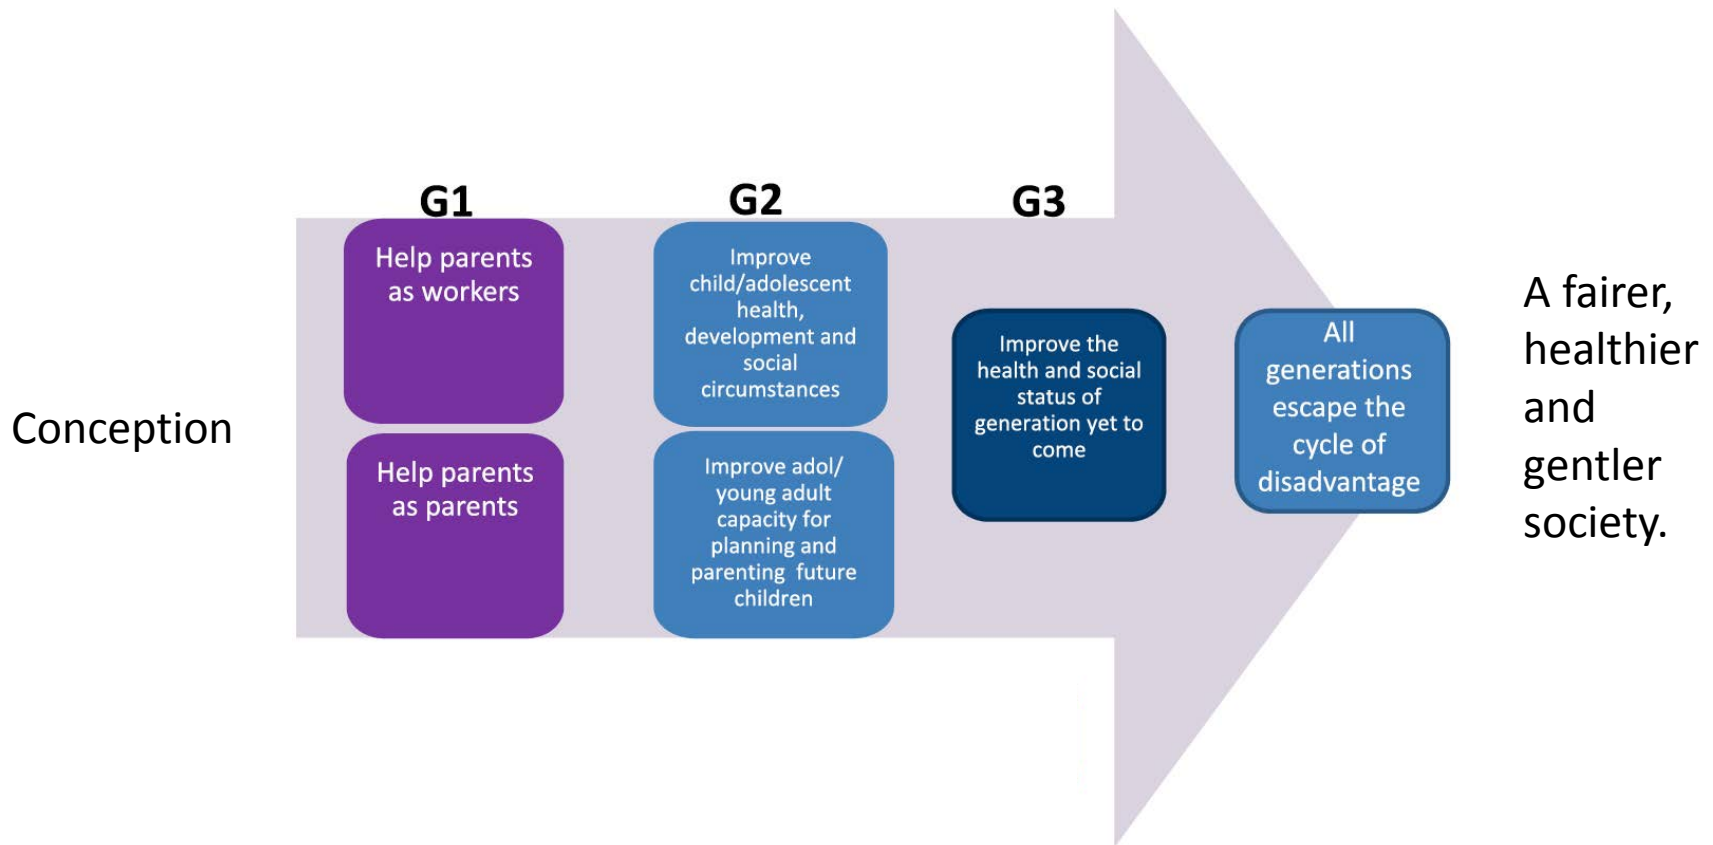 Conception
G1
Help parents
as workers
Help parents
as parents
G2
Improve
child/adolescent
health,
development and
social
circumstances
Improve adol/
young adult
capacity for
planning and
parenting future
children
G3
Improve the
health and social
status of
generation yet to
come
All
generations
escape the
cycle of
disadvantage
A fairer,
healthier
and
gentler
society.